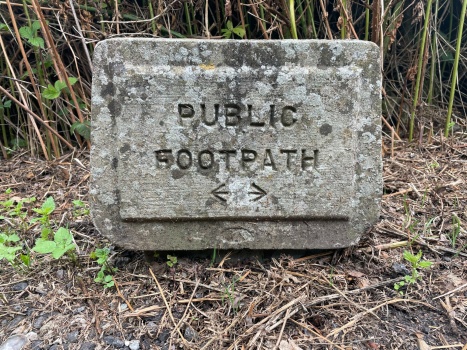 PUBLIC
FOOTPATH
← →